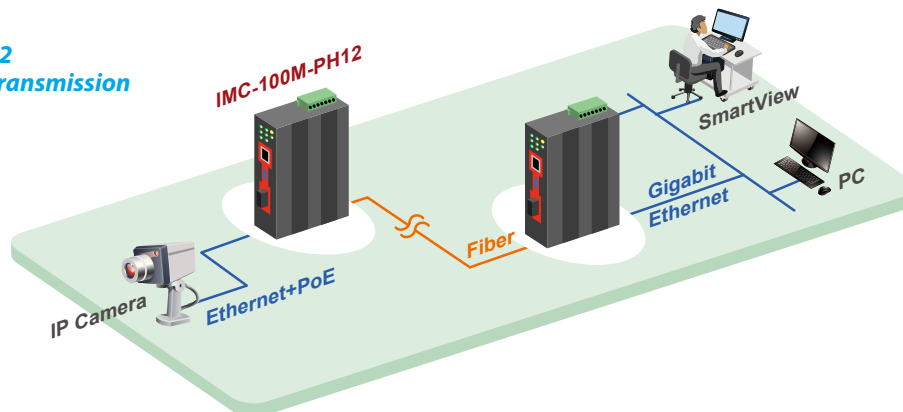 2
ransmission
IMC-100M-PH12
SmartView
PC
Gigabit
Ethernet
Fiber
Ethernet+PoE
IP Camera